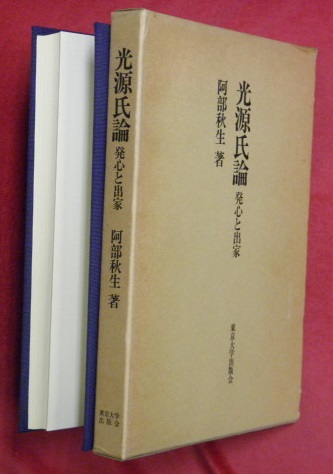 光源氏論
発心と出家
阿部秋生 著
東京大学出版会
光源氏論
発心と出家
阿部秋生 著
東京大学
出版会